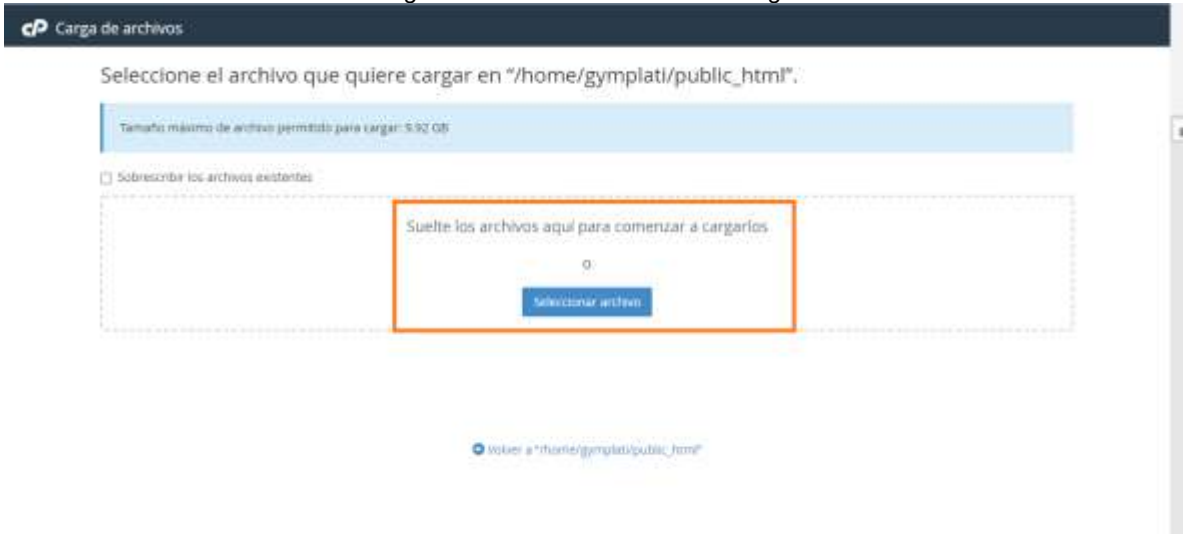 cP Carga de archivos
Seleccione el archivo que quiere cargar en “/home/gymplati/public_html”.
Tamaño máximo de archivo permitido para cargar: 9.92 GB
Sobrescribir los archivos existentes
Suelte los archivos aquí para comenzar a cargarlos
o
Seleccionar archivo
Volver a “/home/gymplati/public_html”